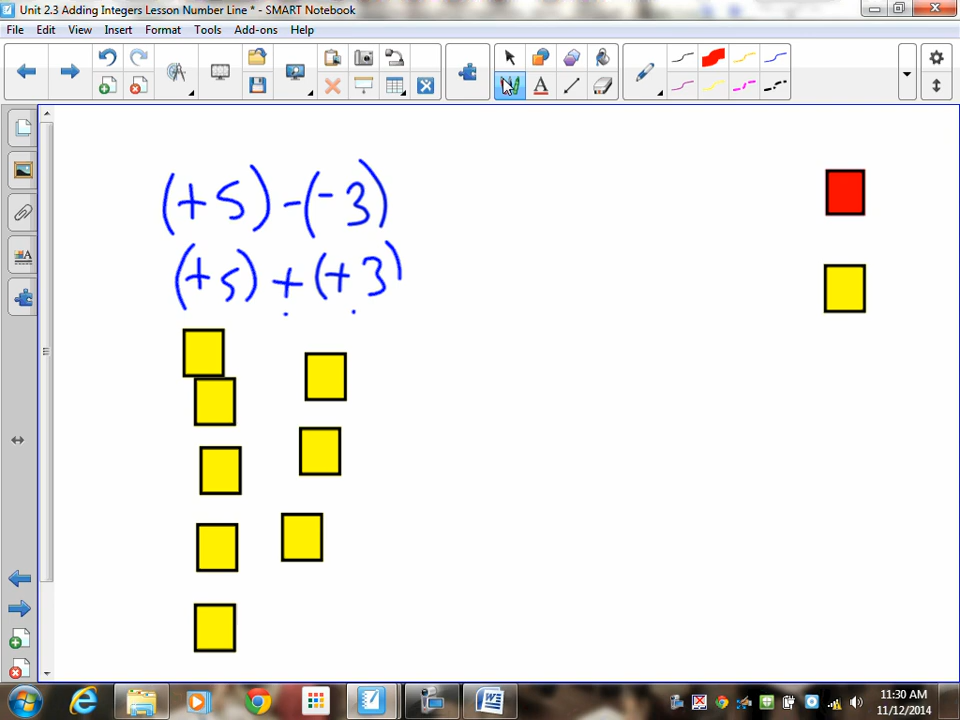 Unit 2.3 Adding Integers Lesson Number Line * - SMART Notebook
File Edit View Insert Format Tools Add-ons Help
(+5)-(-3)
(+5)+(+3)
11:30 AM
11/12/2014